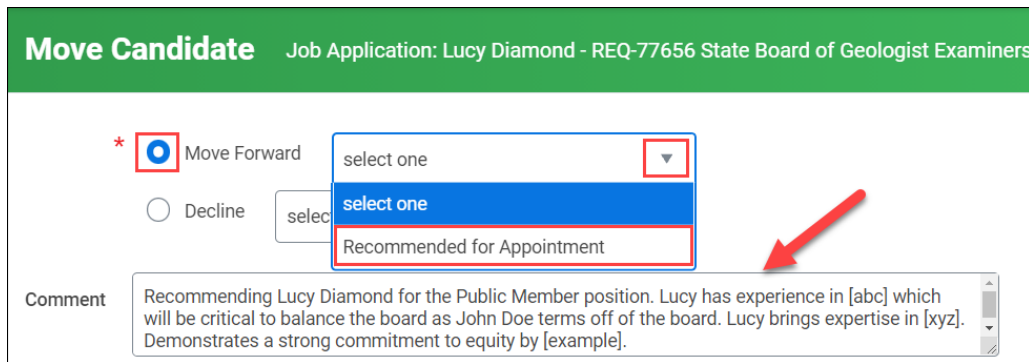 Move Candidate Job Application: Lucy Diamond - REQ-77656 State Board of Geologist Examiners
* Move Forward select one
select one
Decline selec
Recommended for Appointment
Comment
Recommending Lucy Diamond for the Public Member position. Lucy has experience in [abc] which
will be critical to balance the board as John Doe terms off of the board. Lucy brings expertise in [xyz].
Demonstrates a strong commitment to equity by [example].